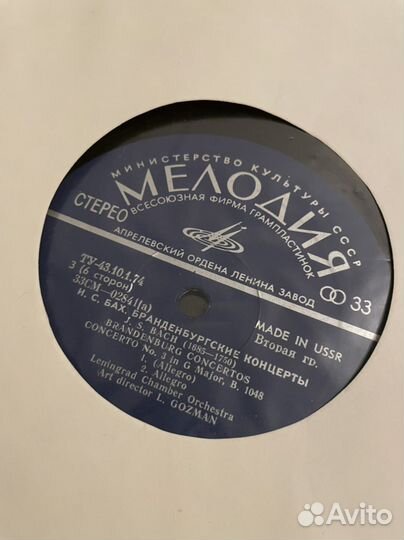 МИНИСТЕРСТВО КУЛЬТУРЫ СССР
МЕЛОДИЯ
ВСЕСОЮЗНАЯ ФИРМА ГРАМПЛАСТИНОК
СТЕРЕО
33
АПРЕЛЕВСКИЙ ОРДЕНА ЛЕНИНА ЗАВОД
ТУ-43.10.1.74
3 (6 сторон)
33СМ—02841(а)
MADE IN USSR
Вторая гр.
И. С. БАХ. БРАНДЕНБУРГСКИЕ КОНЦЕРТЫ
J. S. BACH (1685—1750)
BRANDENBURG CONCERTOS
CONCERTO No. 3 in G Major, B. 1048
1. (Allegro)
2. Allegro
Leningrad Chamber Orchestra
Art director L. GOZMAN
Avito